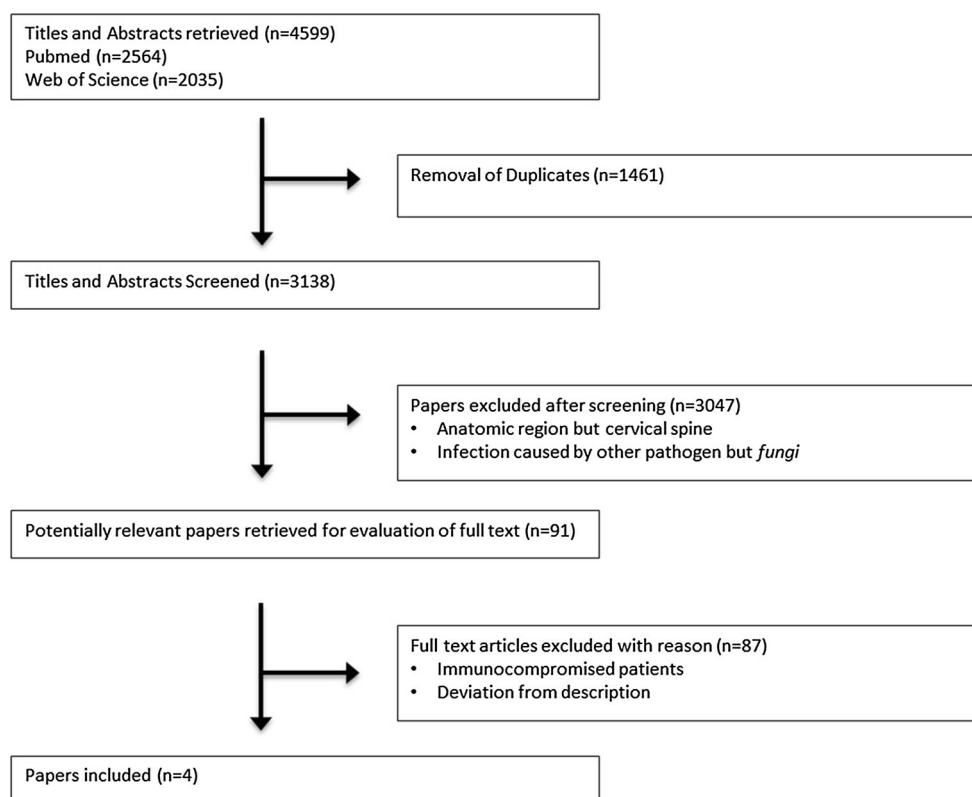 Titles and Abstracts retrieved (n=4599)
Pubmed (n=2564)
Web of Science (n=2035)
Removal of Duplicates (n=1461)
Titles and Abstracts Screened (n=3138)
Papers excluded after screening (n=3047)
• Anatomic region but cervical spine
• Infection caused by other pathogen but fungi
Potentially relevant papers retrieved for evaluation of full text (n=91)
Full text articles excluded with reason (n=87)
• Immunocompromised patients
• Deviation from description
Papers included (n=4)